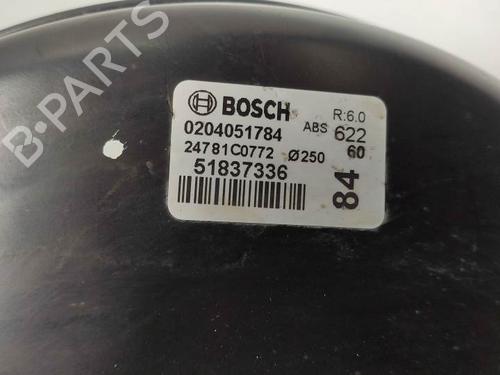 B-PARTS
BOSCH R:6.0
0204051784 ABS 622
24781C0772 Ø250 60
51837336
84